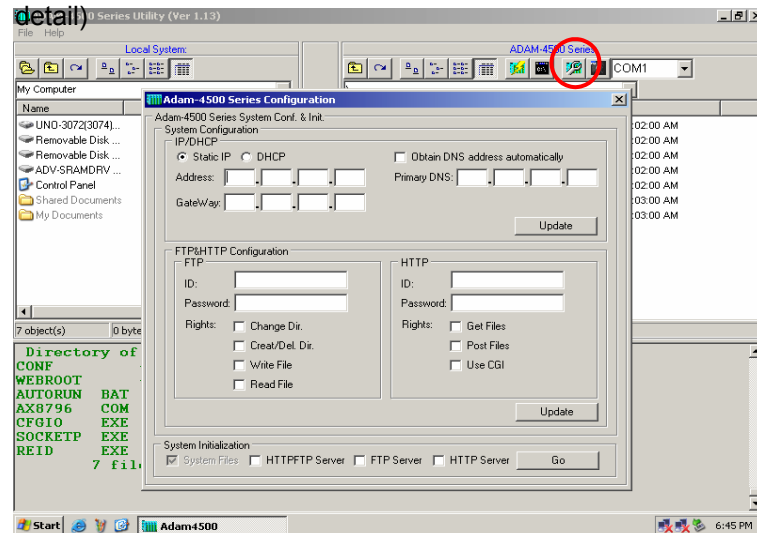 detail)
0 Series Utility (Ver 1.13)
File Help
Local System:
ADAM-4500 Series
COM1
My Computer
Name
UNO-3072(3074)...
Removable Disk ...
Removable Disk ...
ADV-SRAMDRV ...
Control Panel
Shared Documents
My Documents
:02:00 AM
:02:00 AM
:02:00 AM
:02:00 AM
:02:00 AM
:03:00 AM
:03:00 AM
Adam-4500 Series Configuration
Adam-4500 Series System Conf. & Init.
System Configuration
IP/DHCP
Static IP DHCP
Obtain DNS address automatically
Address: . . .
Primary DNS: . . .
GateWay: . . .
Update
FTP&HTTP Configuration
FTP
ID:
Password:
Rights: Change Dir.
Creat/Del. Dir.
Write File
Read File
HTTP
ID:
Password:
Rights: Get Files
Post Files
Use CGI
Update
System Initialization
System Files HTTPFTP Server FTP Server HTTP Server Go
7 object(s) 0 byte
Directory of
CONF
WEBROOT
AUTORUN BAT
AX8796 COM
CFGIO EXE
SOCKETP EXE
REID EXE
7 fil
Start Adam4500 6:45 PM